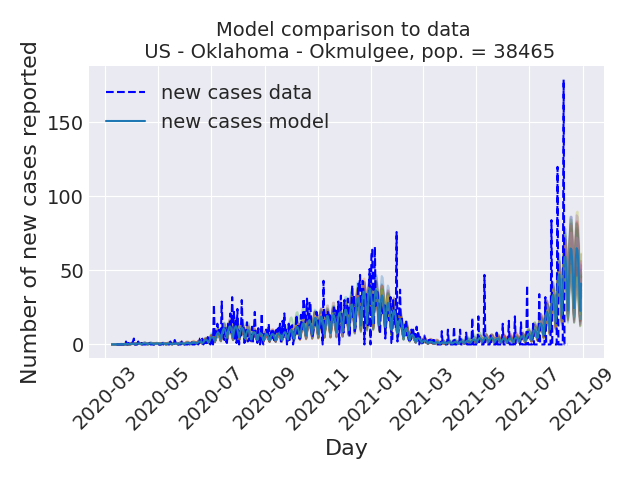 Model comparison to data
US - Oklahoma - Okmulgee, pop. = 38465
Number of new cases reported
new cases data
new cases model
150
100
50
0
2020-03
2020-05
2020-07
2020-09
2020-11
2021-01
2021-03
2021-05
2021-07
2021-09
Day